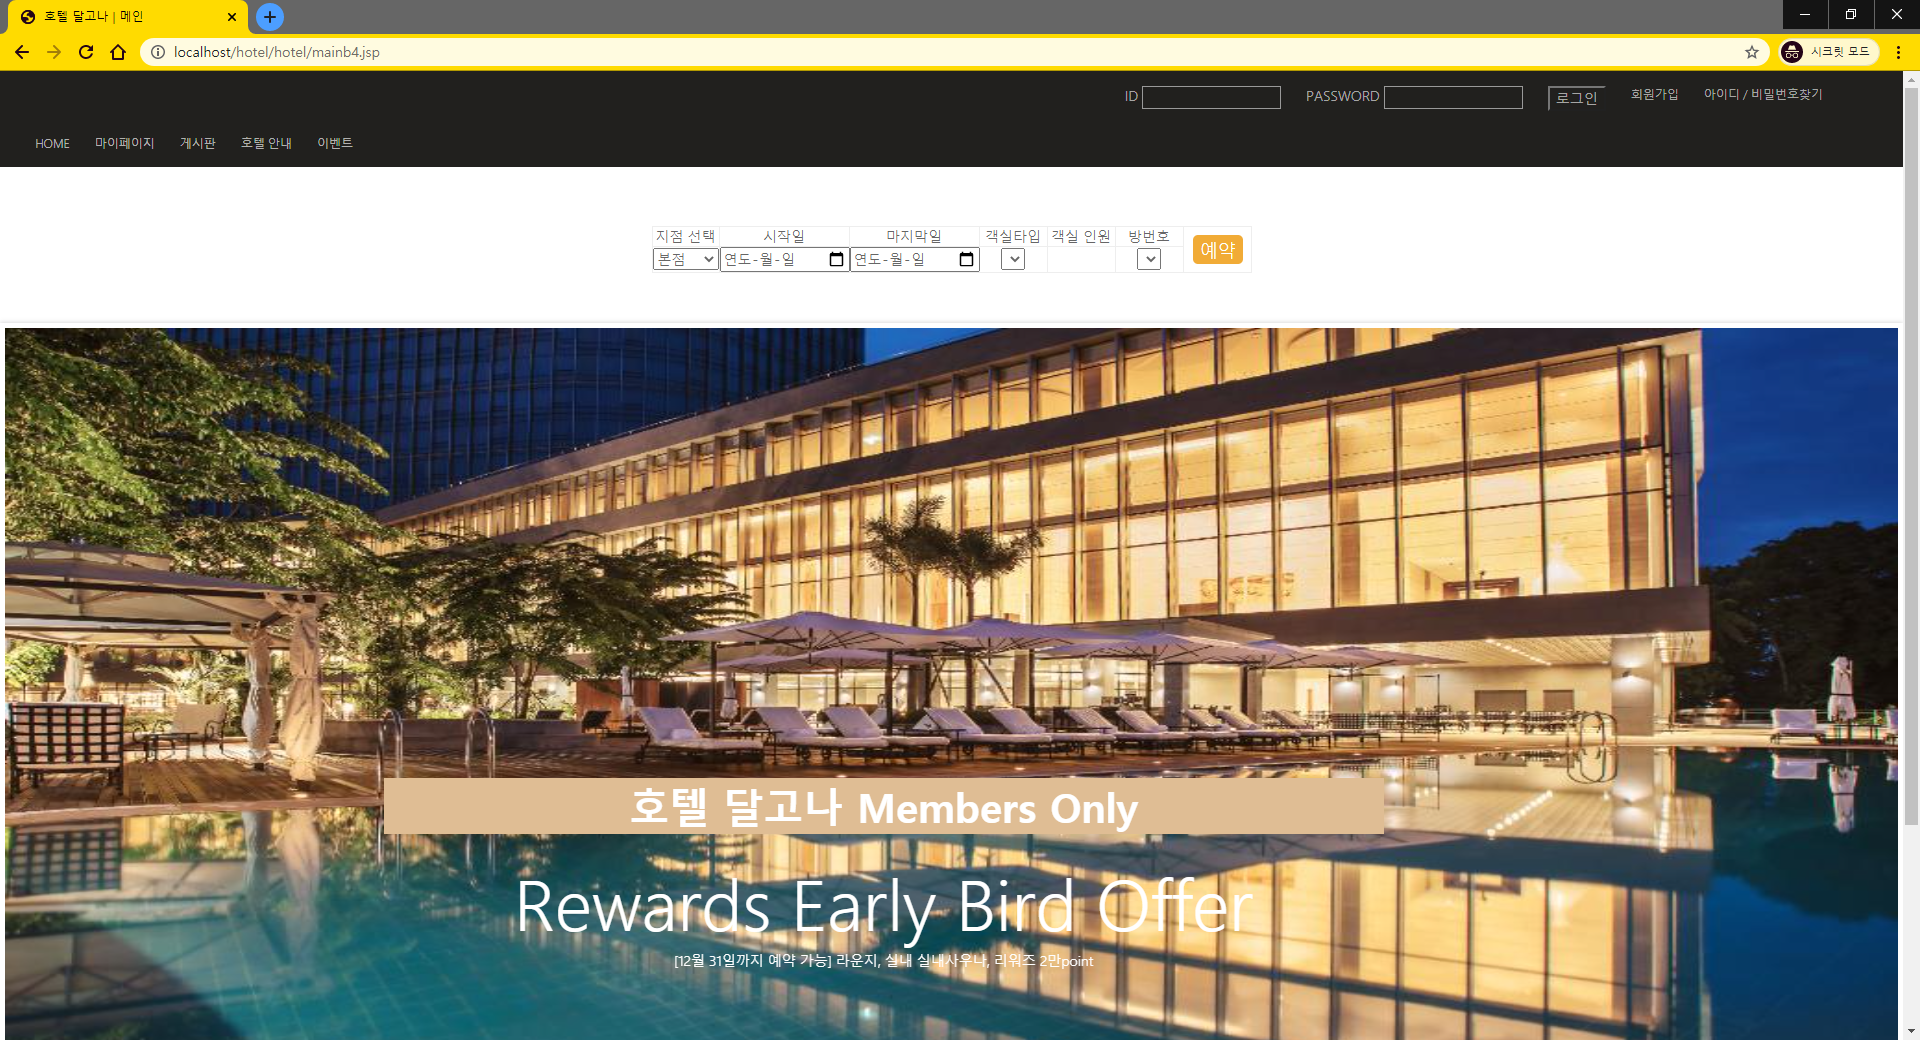 호텔 달고나 | 메인
localhost/hotel/hotel/mainb4.jsp
시크릿 모드
ID
PASSWORD
로그인
회원가입
아이디 / 비밀번호찾기
HOME
마이페이지
게시판
호텔 안내
이벤트
지점 선택 시작일 마지막일 객실타입 객실 인원 방번호
예약
본점 연도-월-일 연도-월-일
호텔 달고나 Members Only
Rewards Early Bird Offer
[12월 31일까지 예약 가능] 라운지, 실내 실내사우나, 리워즈 2만point